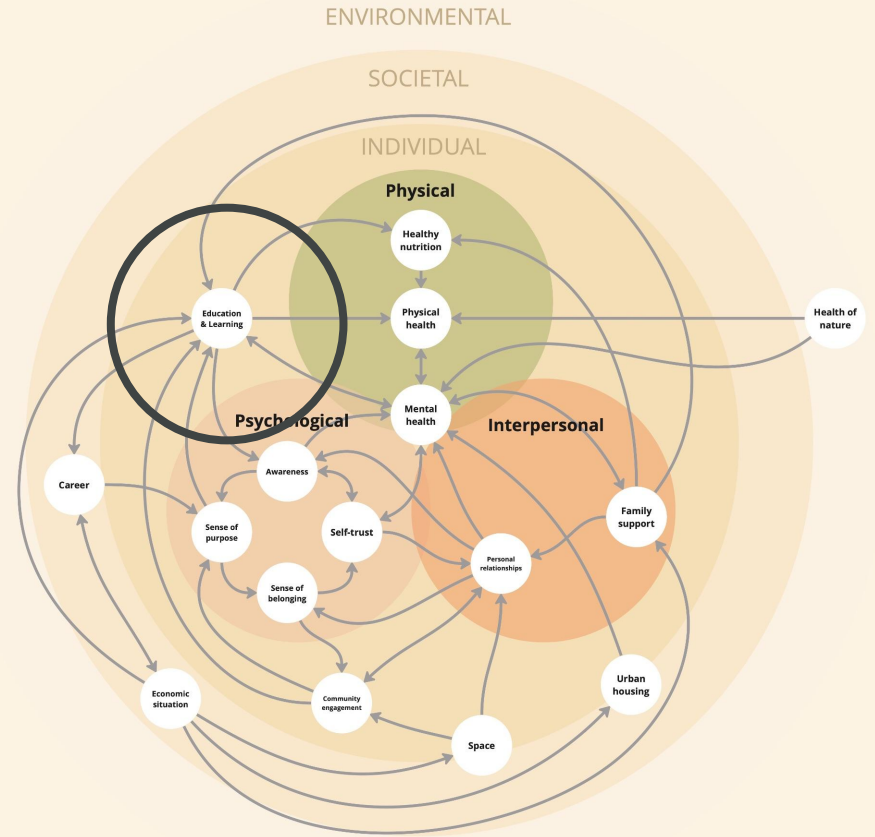 ENVIRONMENTAL
SOCIETAL
INDIVIDUAL
Physical
Healthy
nutrition
Education
& Learning
Physical
health
Health of
nature
Mental
health
Psychological
Interpersonal
Awareness
Career
Family
support
Sense of
purpose
Self-trust
Personal
relationships
Sense of
belonging
Urban
housing
Economic
situation
Community
engagement
Space